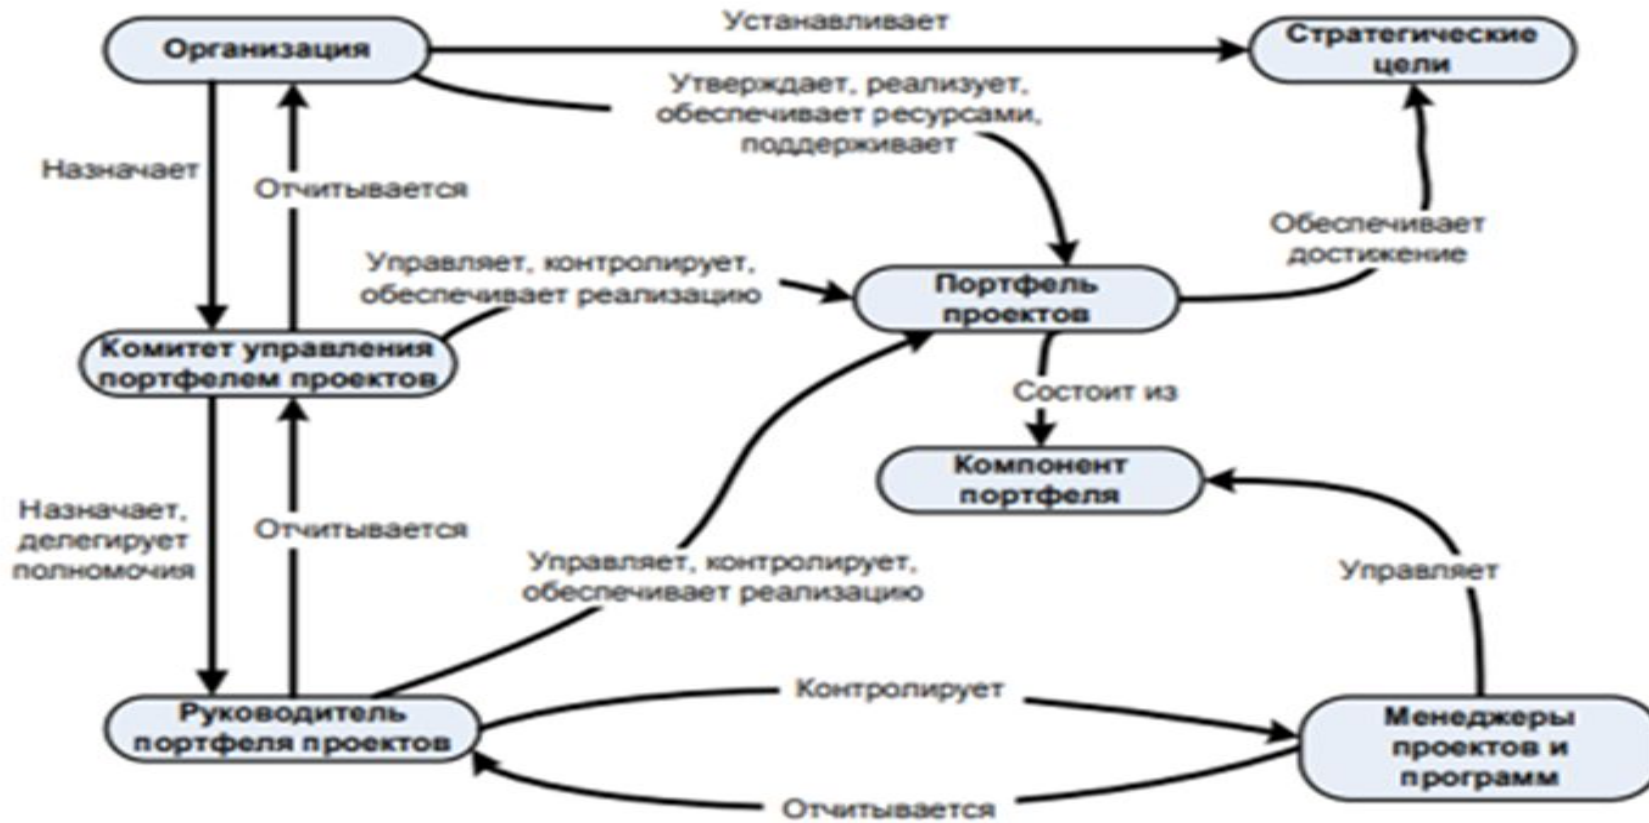 Устанавливает
Организация
Стратегические
цели
Утверждает, реализует,
обеспечивает ресурсами,
поддерживает
Назначает
Отчитывается
Обеспечивает
достижение
Управляет, контролирует,
обеспечивает реализацию
Портфель
проектов
Комитет управления
портфелем проектов
Состоит из
Компонент
портфеля
Назначает,
делегирует
полномочия
Отчитывается
Управляет, контролирует,
обеспечивает реализацию
Управляет
Контролирует
Руководитель
портфеля проектов
Менеджеры
проектов и
программ
Отчитывается